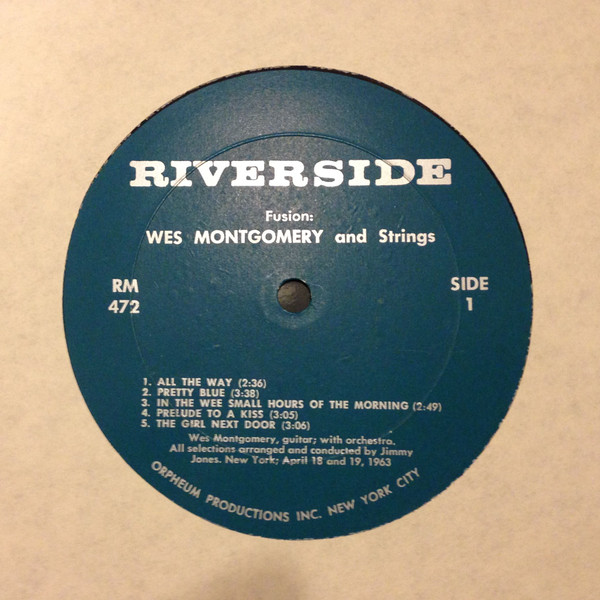 RIVERSIDE
Fusion:
WES MONTGOMERY and Strings
RM
472
SIDE
1
1. ALL THE WAY (2:36)
2. PRETTY BLUE (3:38)
3. IN THE WEE SMALL HOURS OF THE MORNING (2:49)
4. PRELUDE TO A KISS (3:05)
5. THE GIRL NEXT DOOR (3:06)
Wes Montgomery, guitar; with orchestra.
All selections arranged and conducted by Jimmy
Jones. New York; April 18 and 19, 1963
ORPHEUM PRODUCTIONS INC. NEW YORK CITY